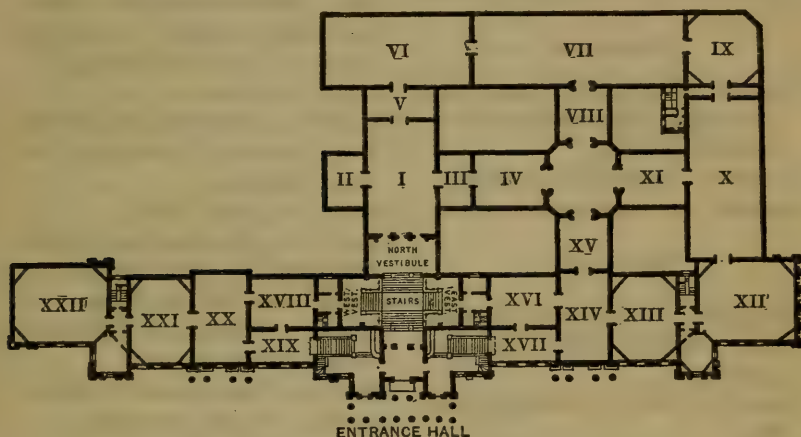 VI
VII
IX
V
VIII
II
I
III
IV
XI
X
NORTH
VESTIBULE
XV
XXII
XXI
XX
XVIII
WEST
VEST.
STAIRS
EAST
VEST.
XVI
XIV
XIII
XII
XIX
XVII
ENTRANCE HALL